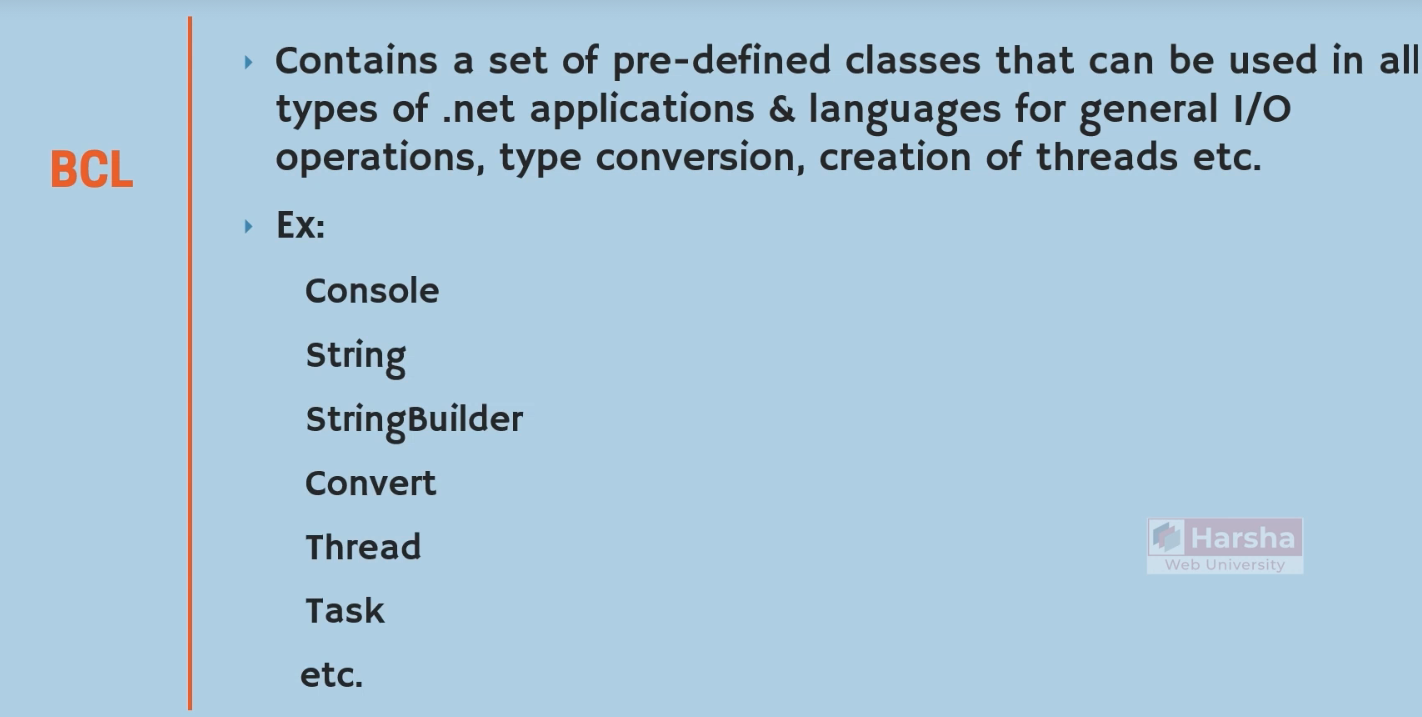 Contains a set of pre-defined classes that can be used in all
types of .net applications & languages for general I/O
operations, type conversion, creation of threads etc.
BCL
Ex:
Console
String
StringBuilder
Convert
Thread
Harsha
Web University
Task
etc.